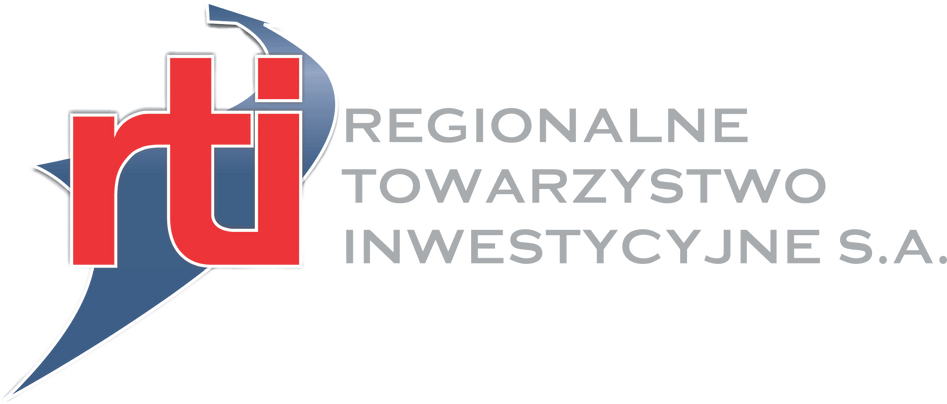 rti
REGIONALNE
TOWARZYSTWO
INWESTYCYJNE S.A.